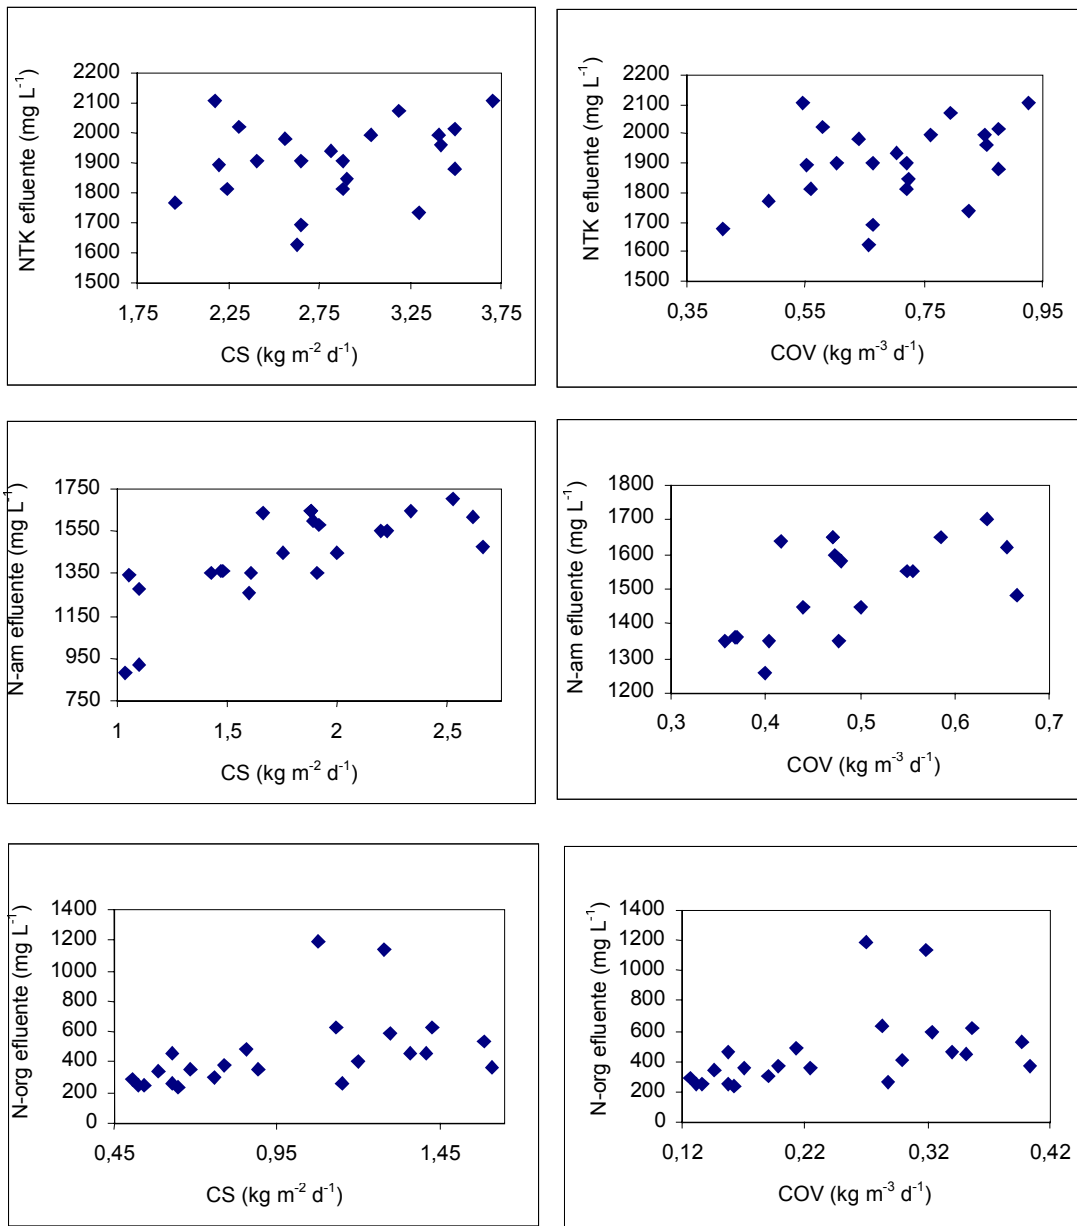 NTK efluente (mg L⁻¹)
2200
2100
2000
1900
1800
1700
1600
1500
1,75 2,25 2,75 3,25 3,75
CS (kg m⁻² d⁻¹)
NTK efluente (mg L⁻¹)
2200
2100
2000
1900
1800
1700
1600
1500
0,35 0,55 0,75 0,95
COV (kg m⁻³ d⁻¹)
N-am efluente (mg L⁻¹)
1750
1550
1350
1150
950
750
1 1,5 2 2,5
CS (kg m⁻² d⁻¹)
N-am efluente (mg L⁻¹)
1800
1700
1600
1500
1400
1300
1200
0,3 0,4 0,5 0,6 0,7
COV (kg m⁻³ d⁻¹)
N-org efluente (mg L⁻¹)
1400
1200
1000
800
600
400
200
0
0,45 0,95 1,45
CS (kg m⁻² d⁻¹)
N-org efluente (mg L⁻¹)
1400
1200
1000
800
600
400
200
0
0,12 0,22 0,32 0,42
COV (kg m⁻³ d⁻¹)